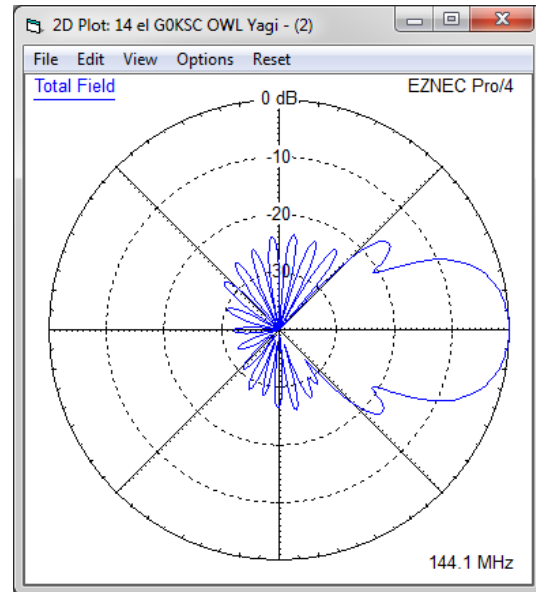 2D Plot: 14 el G0KSC OWL Yagi - (2)
File Edit View Options Reset
Total Field
EZNEC Pro/4
0 dB
-10
-20
-30
144.1 MHz